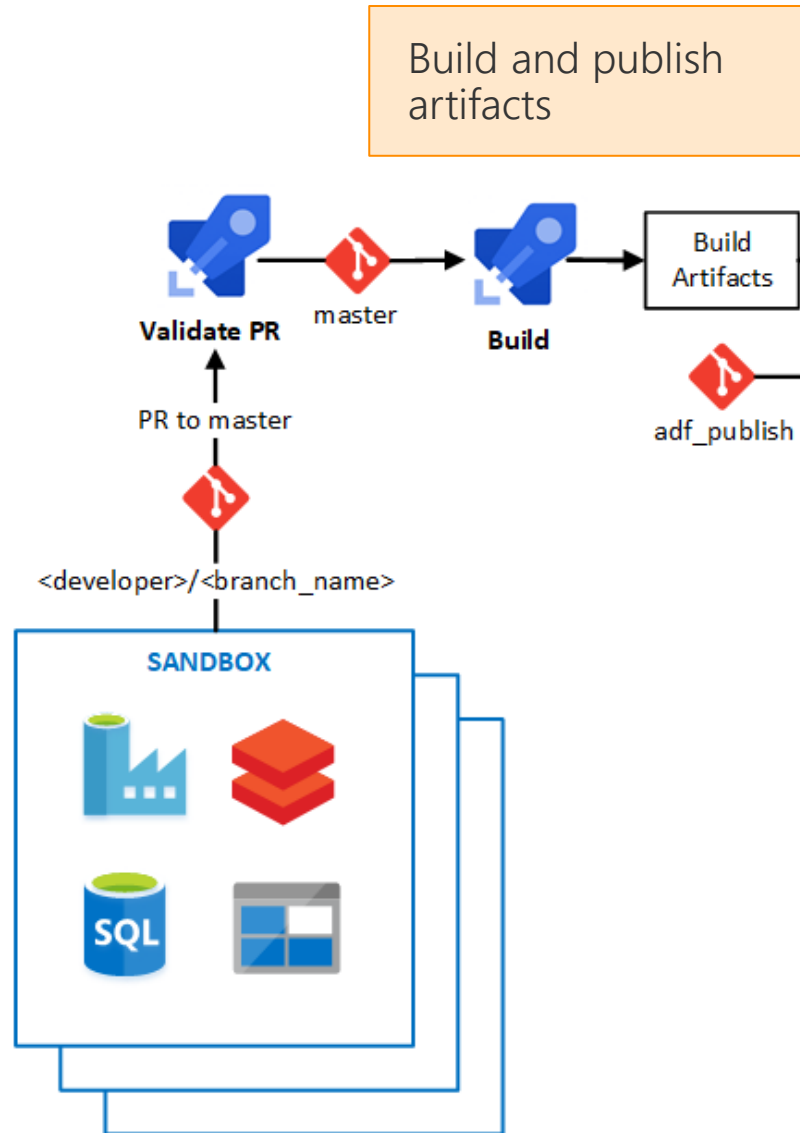 Build and publish
artifacts
Validate PR
master
Build
Build
Artifacts
adf_publish
PR to master
<developer>/<branch_name>
SANDBOX
SQL